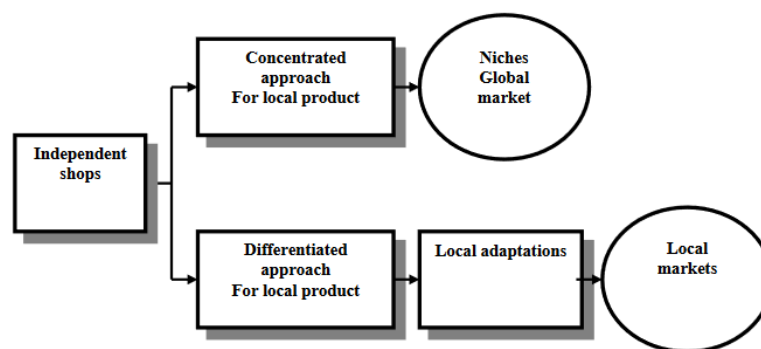 Concentrated
approach
For local product
Niches
Global
market
Independent
shops
Differentiated
approach
For local product
Local adaptations
Local
markets